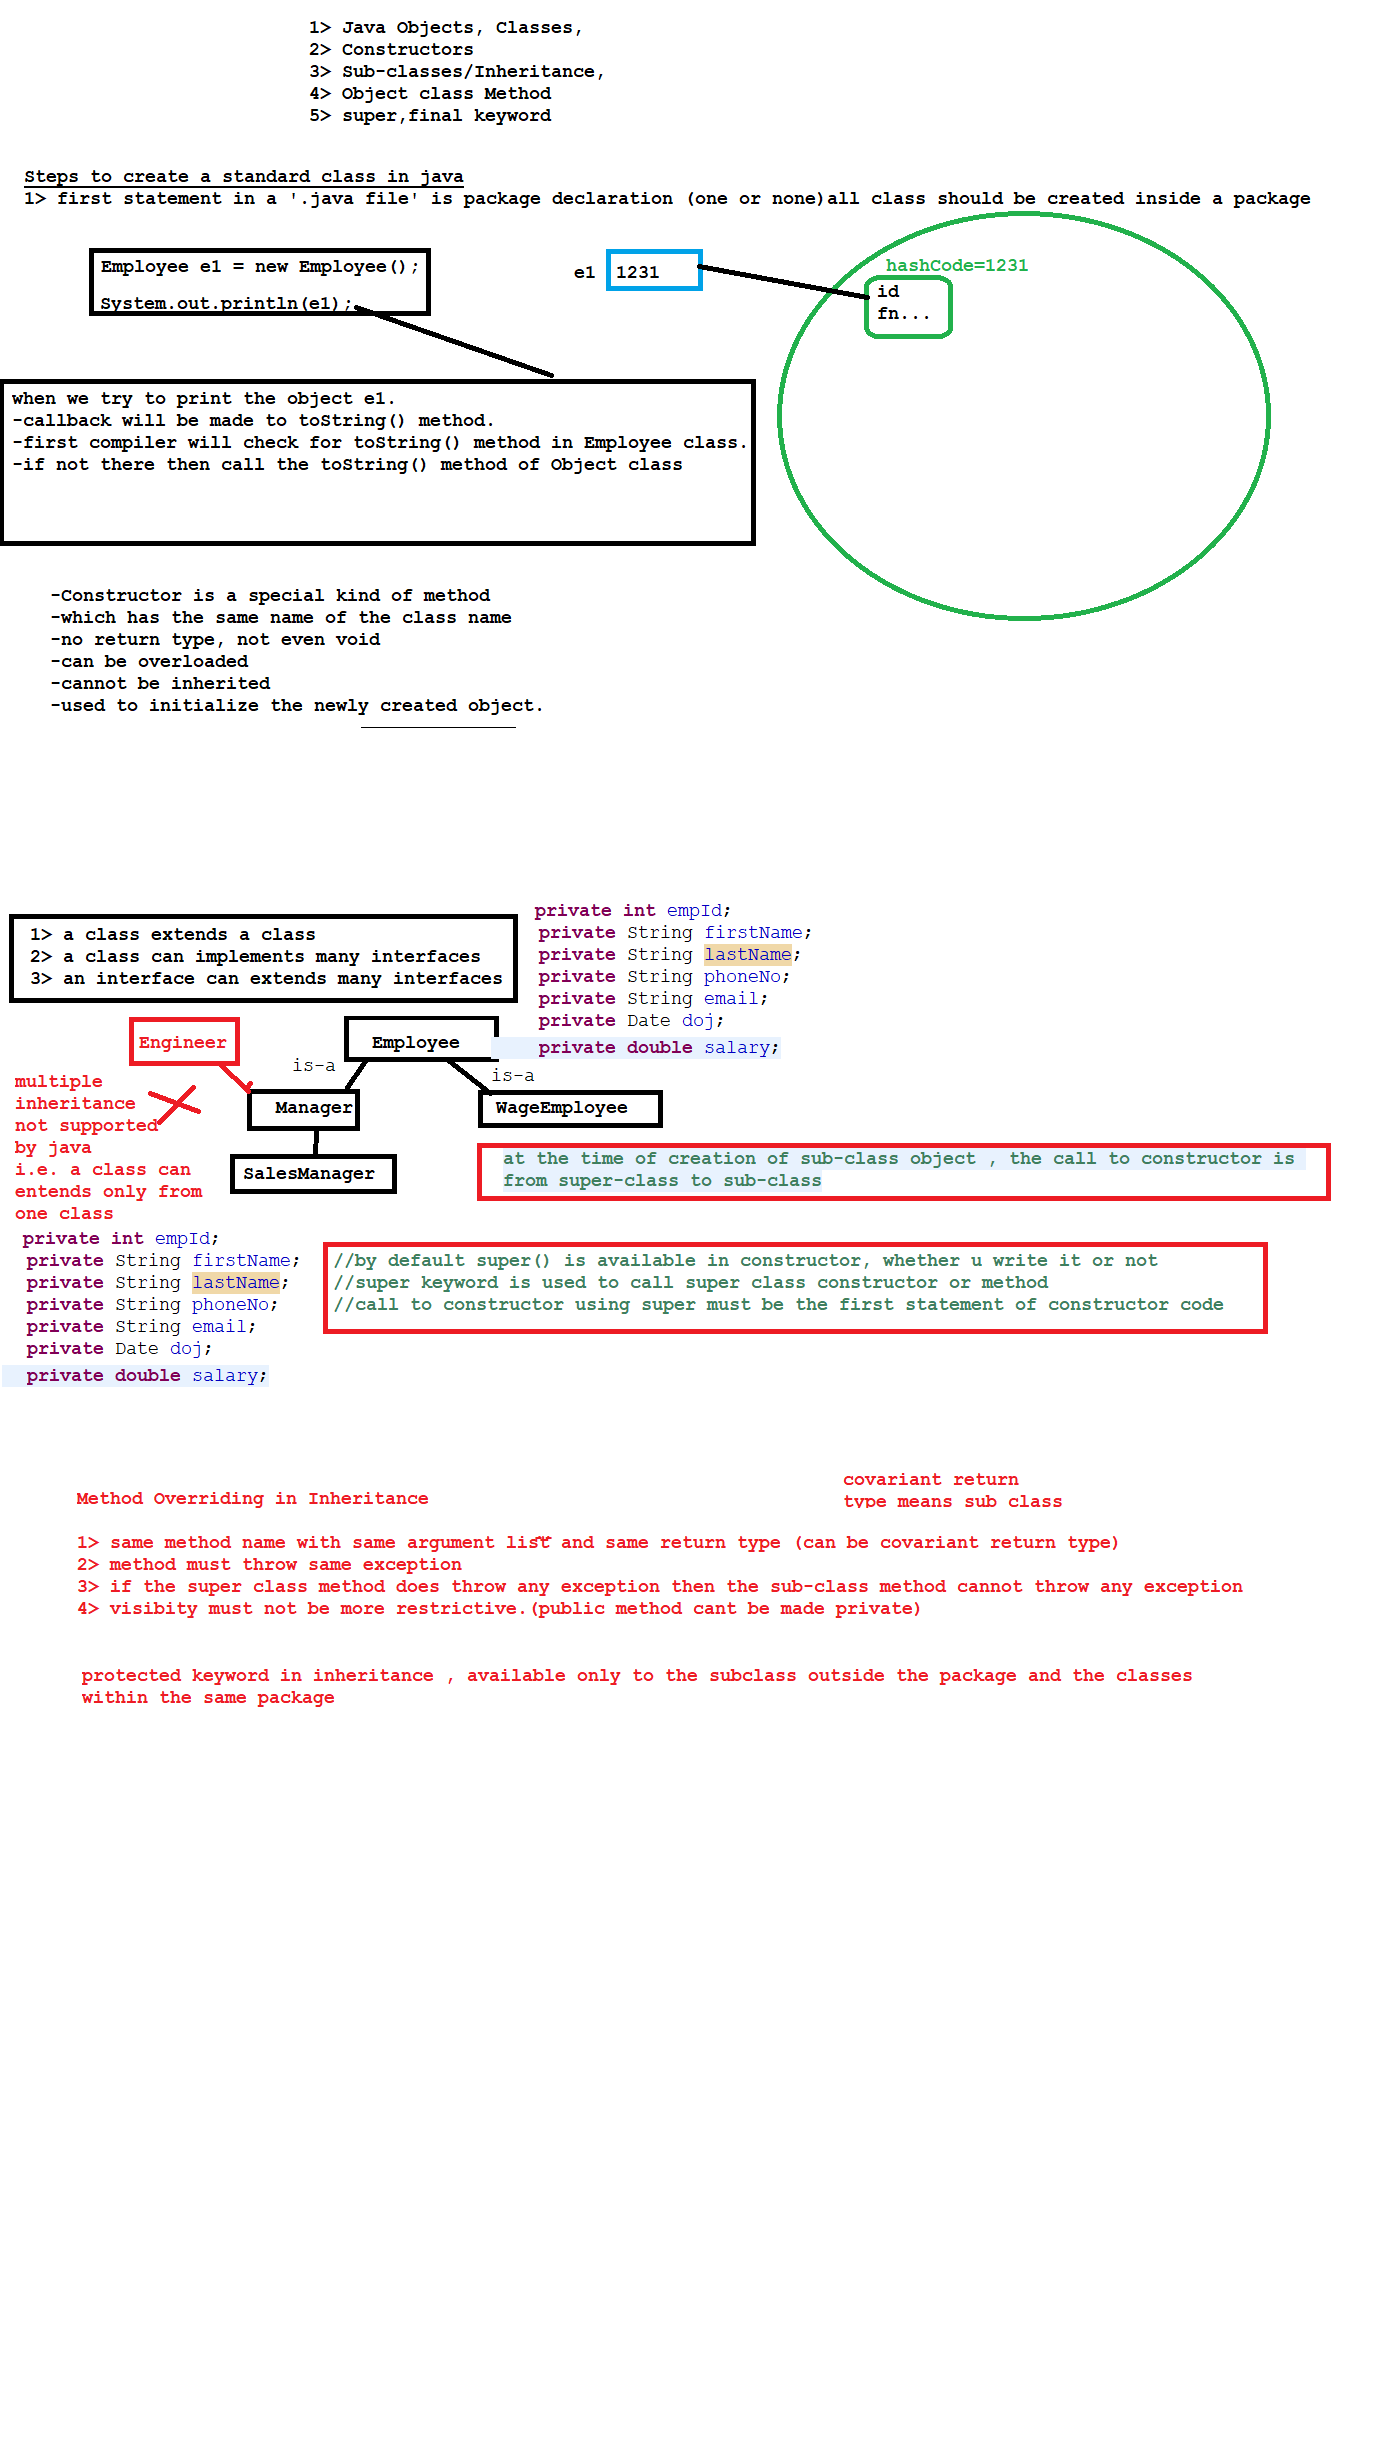 1> Java Objects, Classes,
2> Constructors
3> Sub-classes/Inheritance,
4> Object class Method
5> super,final keyword
Steps to create a standard class in java
1> first statement in a '.java file' is package declaration (one or none)all class should be created inside a package
Employee e1 = new Employee();
System.out.println(e1);
e1 1231
hashCode=1231
id
fn...
when we try to print the object e1.
-callback will be made to toString() method.
-first compiler will check for toString() method in Employee class.
-if not there then call the toString() method of Object class
-Constructor is a special kind of method
-which has the same name of the class name
-no return type, not even void
-can be overloaded
-cannot be inherited
-used to initialize the newly created object.
1> a class extends a class
2> a class can implements many interfaces
3> an interface can extends many interfaces
private int empId;
private String firstName;
private String lastName;
private String phoneNo;
private String email;
private Date doj;
private double salary;
Engineer
Employee
is-a
is-a
Manager
WageEmployee
SalesManager
multiple
inheritance
not supported
by java
i.e. a class can
entends only from
one class
at the time of creation of sub-class object , the call to constructor is
from super-class to sub-class
private int empId;
private String firstName;
private String lastName;
private String phoneNo;
private String email;
private Date doj;
private double salary;
//by default super() is available in constructor, whether u write it or not
//super keyword is used to call super class constructor or method
//call to constructor using super must be the first statement of constructor code
covariant return
type means sub class
Method Overriding in Inheritance
1> same method name with same argument list and same return type (can be covariant return type)
2> method must throw same exception
3> if the super class method does throw any exception then the sub-class method cannot throw any exception
4> visibity must not be more restrictive.(public method cant be made private)
protected keyword in inheritance , available only to the subclass outside the package and the classes
within the same package